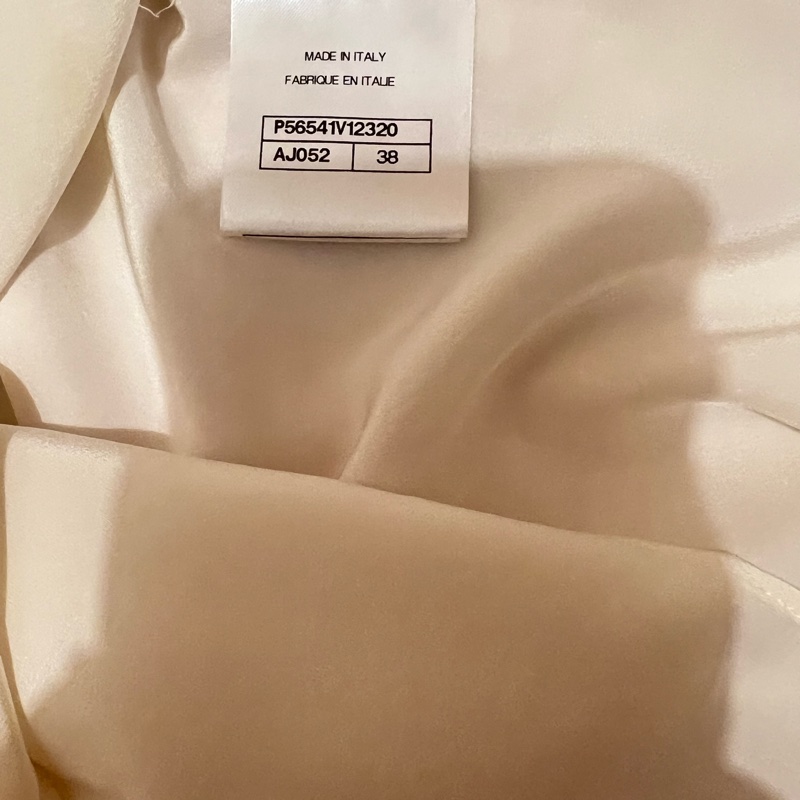 MADE IN ITALY
FABRIQUE EN ITALIE
P56541V12320
AJ052 38